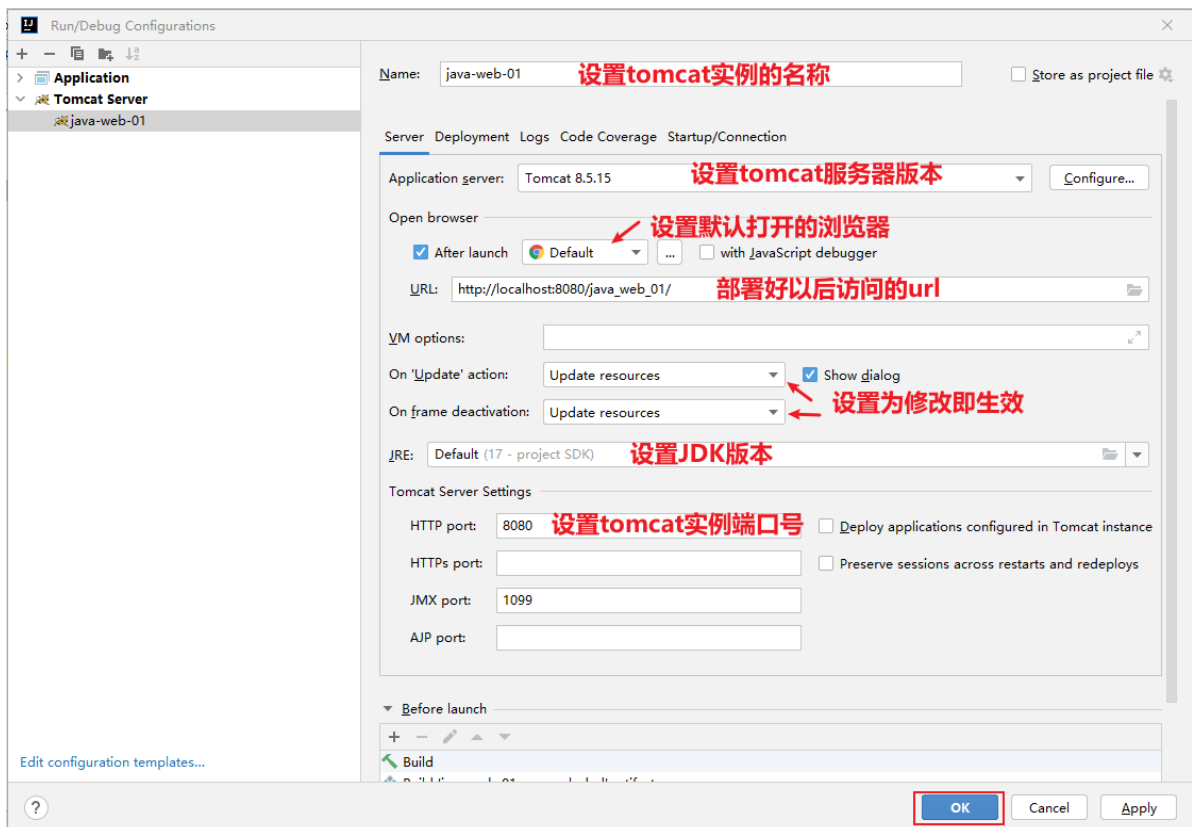 Run/Debug Configurations
Application
Tomcat Server
java-web-01
Edit configuration templates...
Name: java-web-01 设置tomcat实例的名称 Store as project file
Server Deployment Logs Code Coverage Startup/Connection
Application server: Tomcat 8.5.15 设置tomcat服务器版本 Configure...
Open browser 设置默认打开的浏览器
After launch Default ... with JavaScript debugger
URL: http://localhost:8080/java_web_01/ 部署好以后访问的url
VM options:
On 'Update' action: Update resources Show dialog
设置为修改即生效
On frame deactivation: Update resources
JRE: Default (17 - project SDK) 设置JDK版本
Tomcat Server Settings
HTTP port: 8080 设置tomcat实例端口号 Deploy applications configured in Tomcat instance
HTTPs port: Preserve sessions across restarts and redeploys
JMX port: 1099
AJP port:
Before launch
Build
? OK Cancel Apply